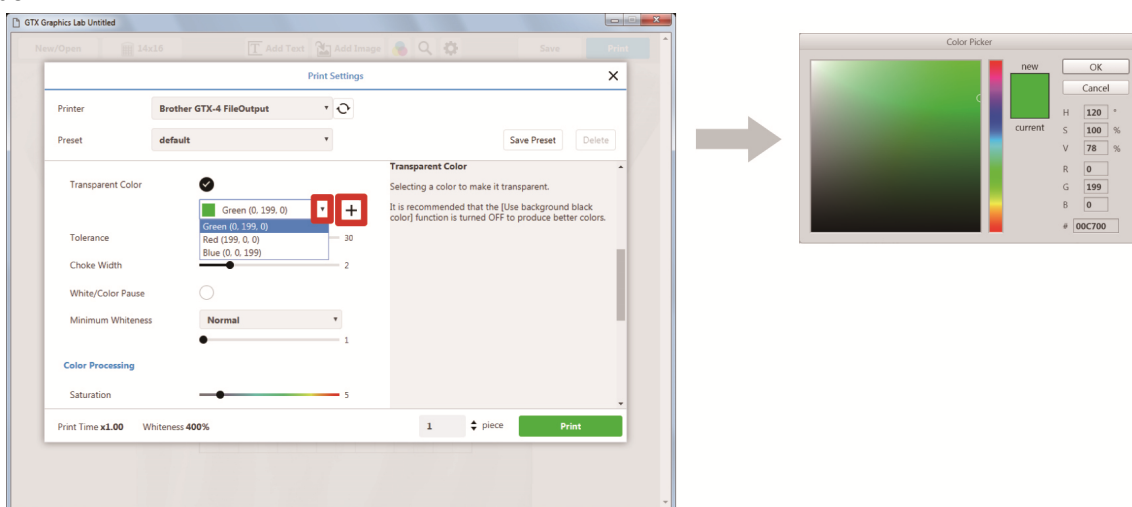 GTX Graphics Lab Untitled
New/Open 14x16 Add Text Add Image Save Print
Print Settings
Printer Brother GTX-4 FileOutput
Preset default Save Preset Delete
Transparent Color
Transparent Color
Selecting a color to make it transparent.
It is recommended that the [Use background black
color] function is turned OFF to produce better colors.
Green (0, 199, 0)
Green (0, 199, 0)
Red (199, 0, 0)
Blue (0, 0, 199)
Tolerance 30
Choke Width 2
White/Color Pause
Minimum Whiteness Normal
1
Color Processing
Saturation 5
Print Time x1.00 Whiteness 400% 1 piece Print
Color Picker
new OK
Cancel
current
H 120 °
S 100 %
V 78 %
R 0
G 199
B 0
# 00C700